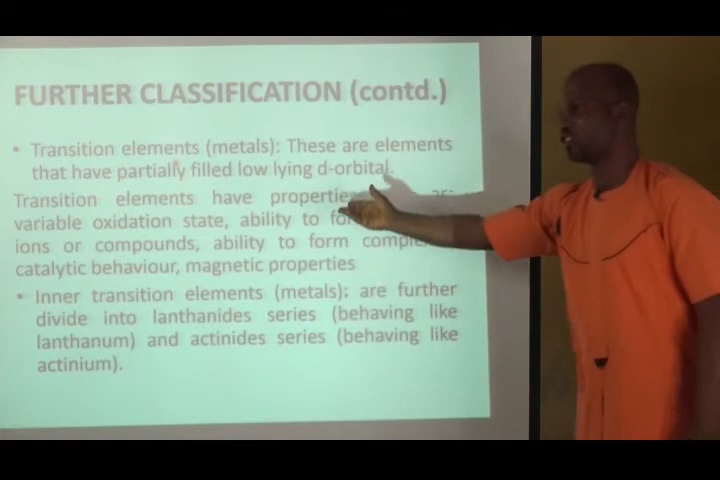 FURTHER CLASSIFICATION (contd.)
• Transition elements (metals): These are elements
that have partially filled low lying d-orbital.
Transition elements have
variable oxidation state, ability to
ions or compounds, ability to form
catalytic behaviour, magnetic properties
• Inner transition elements (metals): are further
divide into lanthanides series (behaving like
lanthanum) and actinides series (behaving like
actinium).